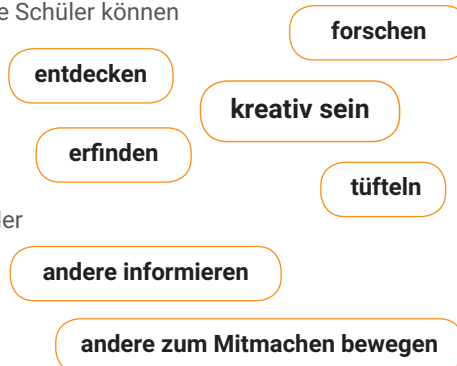 e Schüler können
forschen
entdecken
kreativ sein
erfinden
tüfteln
ler
andere informieren
andere zum Mitmachen bewegen